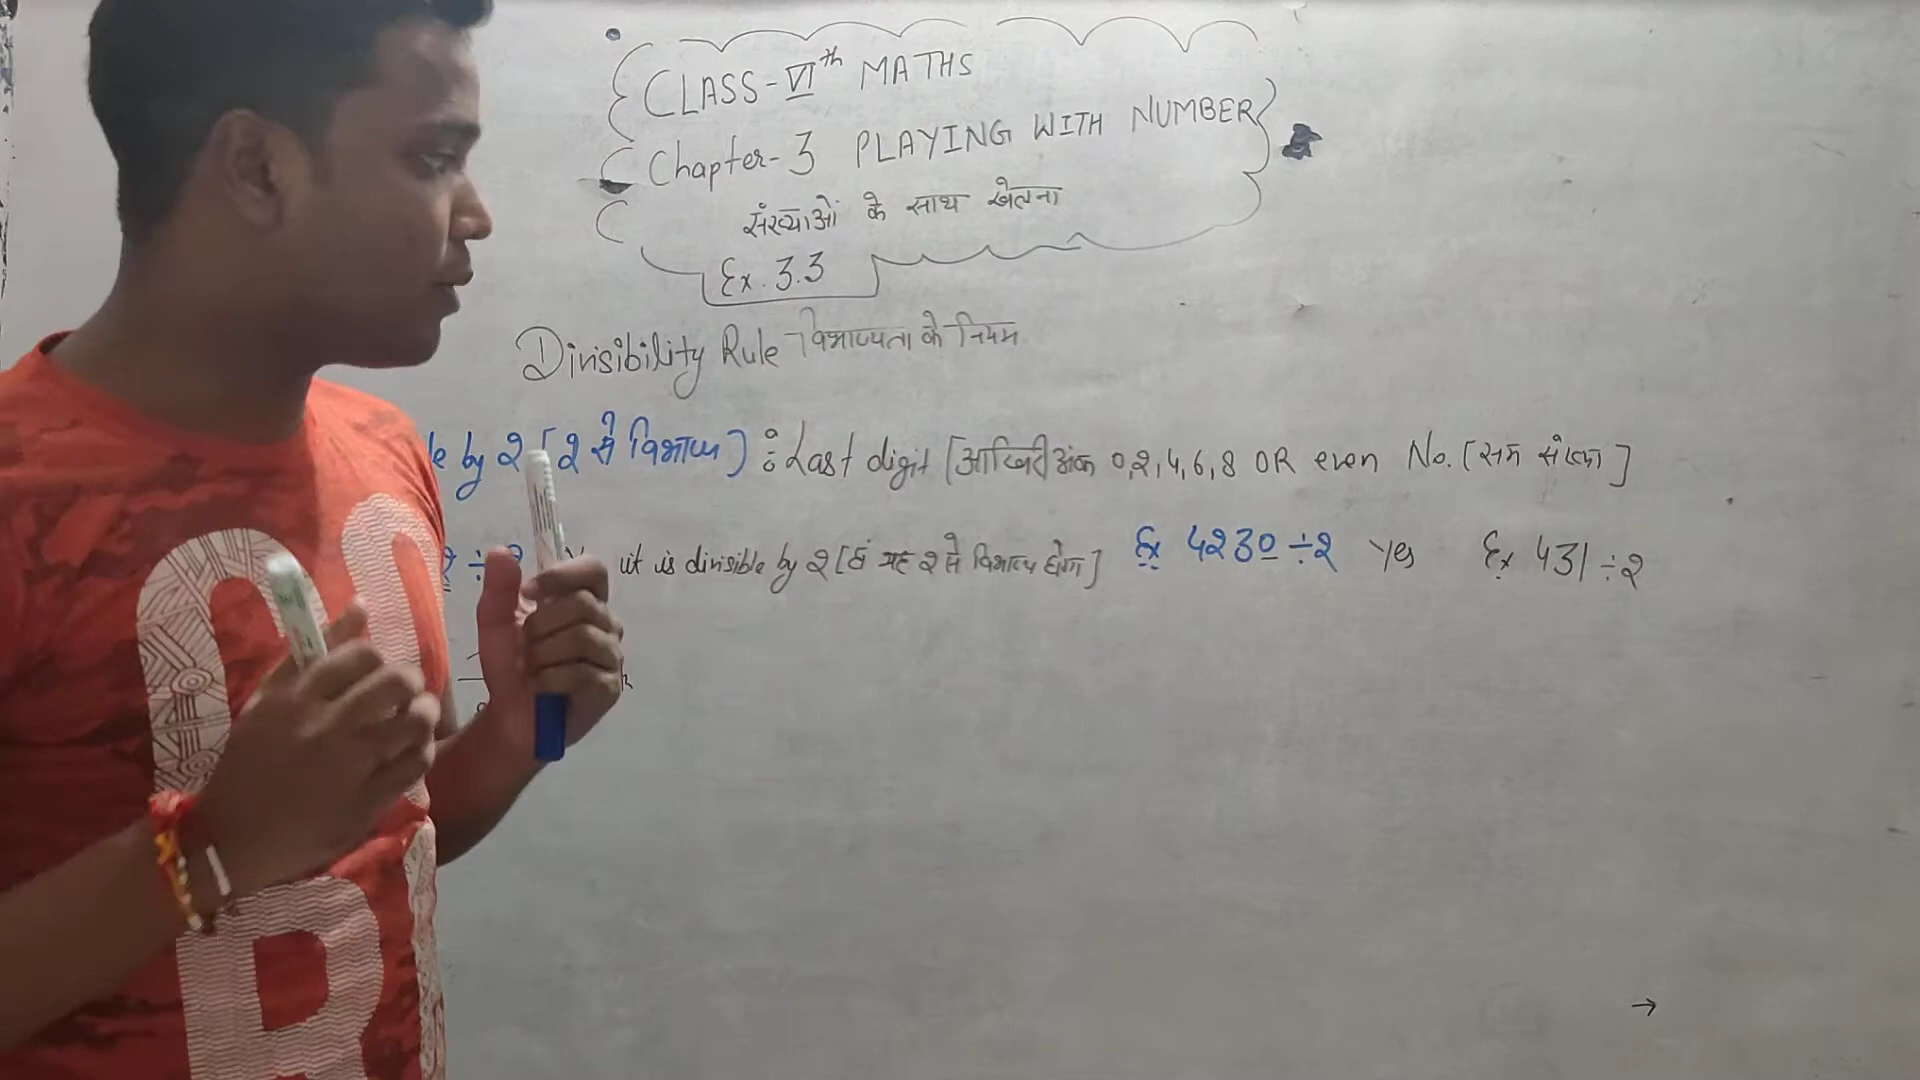 CLASS-VIth MATHS
Chapter-3 PLAYING WITH NUMBER
संख्याओं के साथ खेलना
Ex. 3.3
Divisibility Rule विभाज्यता के नियम
by 2 [2 से विभाज्य] : Last digit [आखिरी अंक 0,2,4,6,8 OR even No. [सम संख्या]
it is divisible by 2 [हां यह 2 से विभाज्य होगा] Ex 4230 ÷2 Yes Ex 431÷2